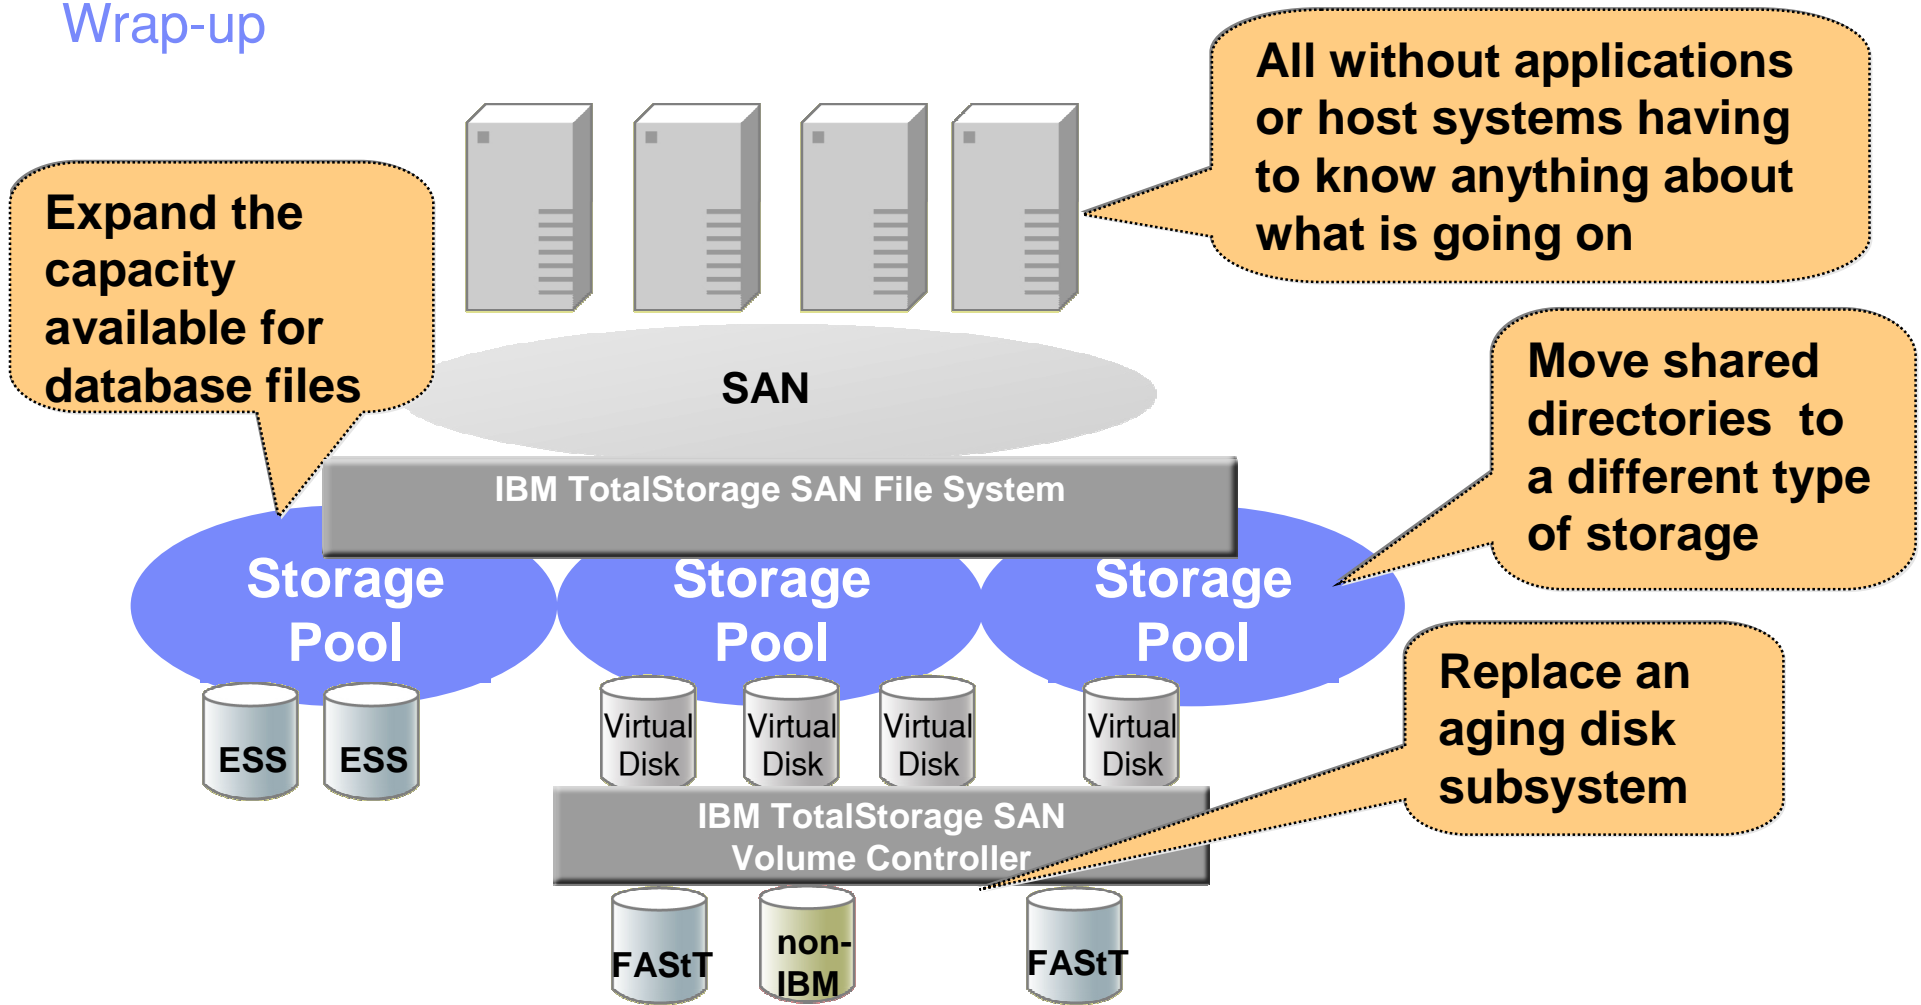 Wrap-up
All without applications
or host systems having
to know anything about
what is going on
Expand the
capacity
available for
database files
SAN
Move shared
directories to
a different type
of storage
IBM TotalStorage SAN File System
Storage
Pool
Storage
Pool
Storage
Pool
Replace an
aging disk
subsystem
ESS
ESS
Virtual
Disk
Virtual
Disk
Virtual
Disk
Virtual
Disk
IBM TotalStorage SAN
Volume Controller
FAStT
non-
IBM
FAStT